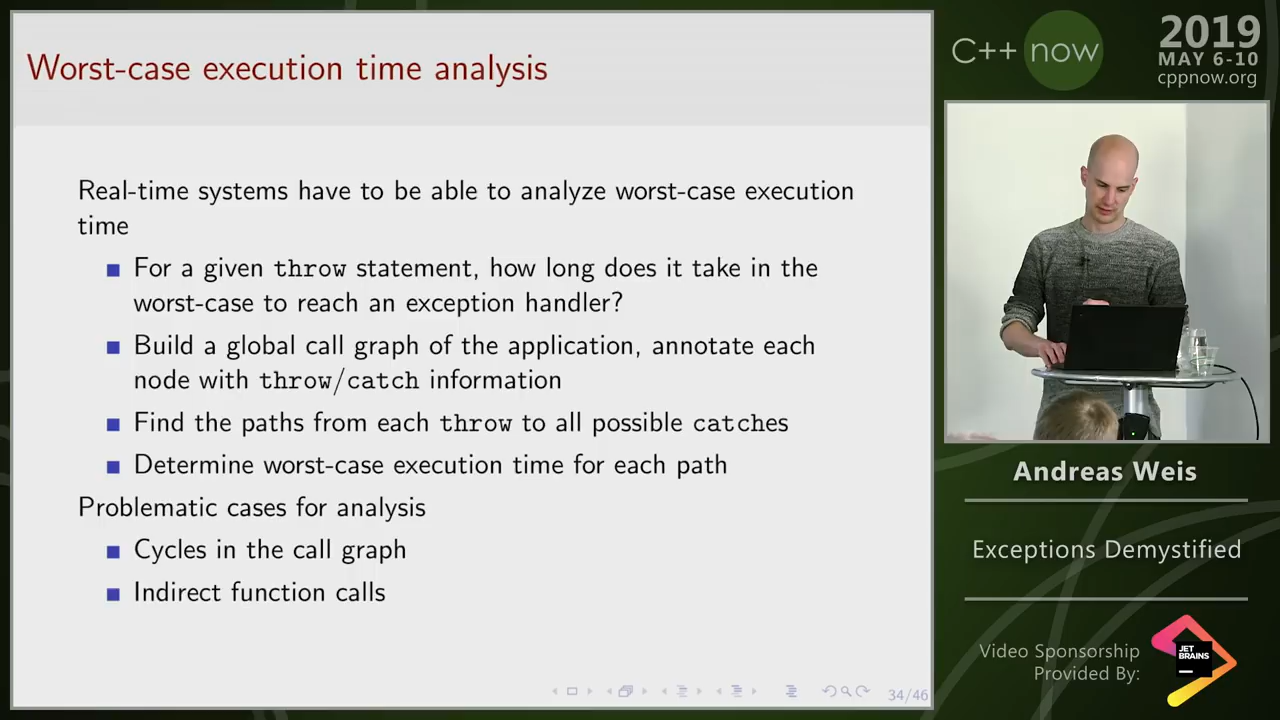 Worst-case execution time analysis
Real-time systems have to be able to analyze worst-case execution
time
For a given throw statement, how long does it take in the
worst-case to reach an exception handler?
Build a global call graph of the application, annotate each
node with throw/catch information
Find the paths from each throw to all possible catches
Determine worst-case execution time for each path
Problematic cases for analysis
Cycles in the call graph
Indirect function calls
34/46
C++ now
2019
MAY 6-10
cppnow.org
Andreas Weis
Exceptions Demystified
Video Sponsorship
Provided By:
JET
BRAINS